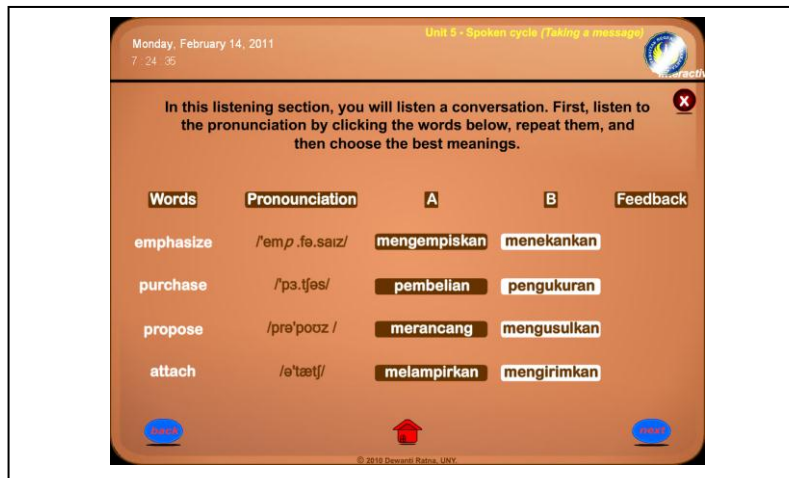 Unit 5 - Spoken cycle (Taking a message)
Monday, February 14, 2011
7 : 24 : 35
In this listening section, you will listen a conversation. First, listen to
the pronunciation by clicking the words below, repeat them, and
then choose the best meanings.
X
Words Pronounciation A B Feedback
emphasize /'emp.fə.saɪz/ mengempiskan menekankan
purchase /'pɜ.tʃəs/ pembelian pengukuran
propose /prə'poʊz / merancang mengusulkan
attach /ə'tætʃ/ melampirkan mengirimkan
back next
© 2010 Dewanti Ratna, UNY.